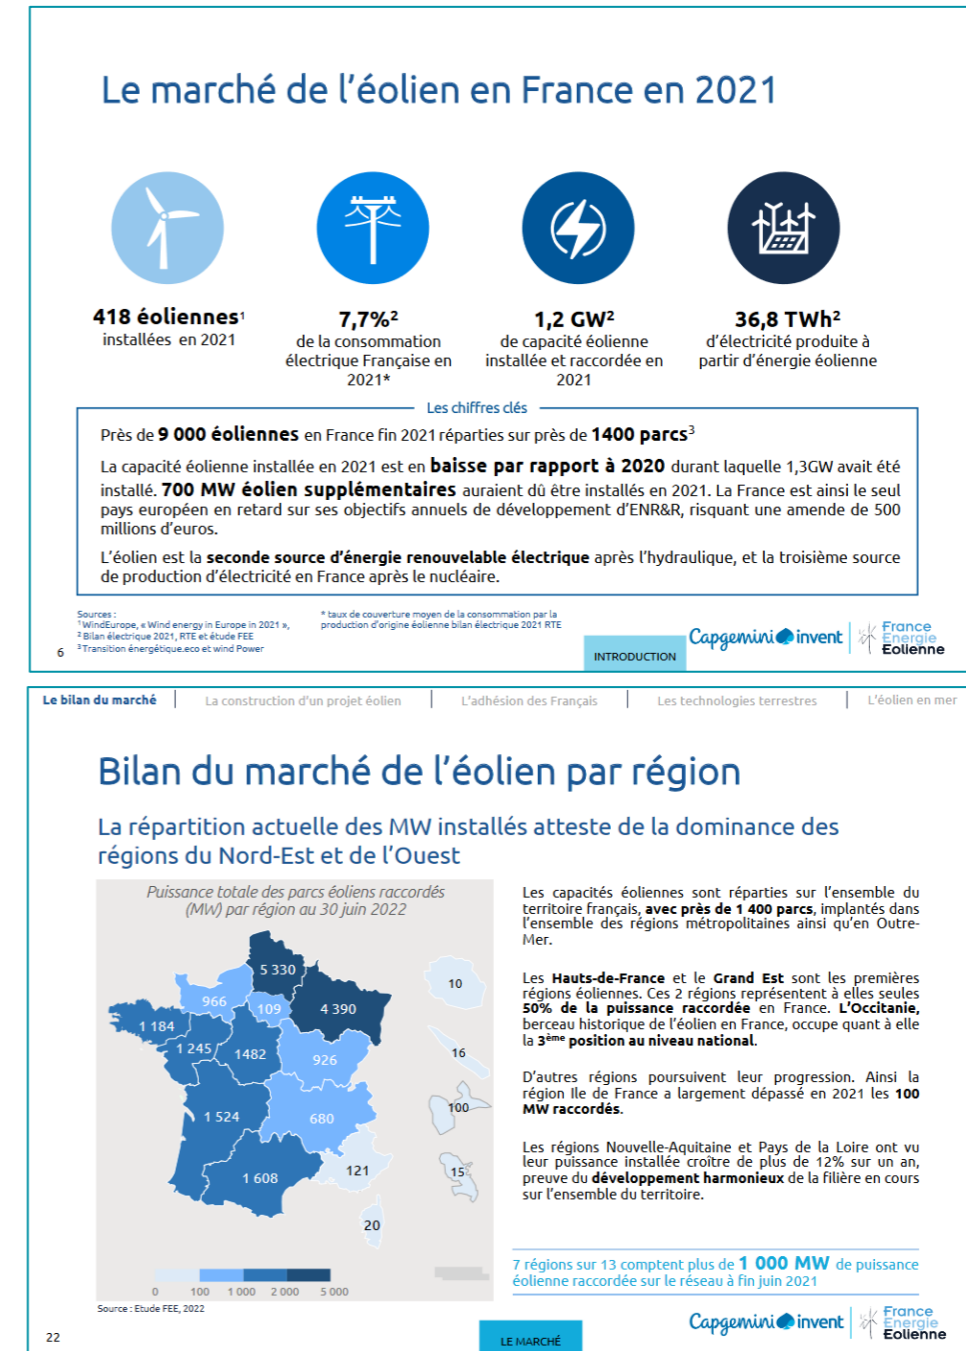 Le marché de l'éolien en France en 2021
418 éoliennes¹
installées en 2021
7,7%²
de la consommation
électrique Française en
2021*
1,2 GW²
de capacité éolienne
installée et raccordée en
2021
36,8 TWh²
d'électricité produite à
partir d'énergie éolienne
Les chiffres clés
Près de 9 000 éoliennes en France fin 2021 réparties sur près de 1400 parcs³
La capacité éolienne installée en 2021 est en baisse par rapport à 2020 durant laquelle 1,3GW avait été
installé. 700 MW éolien supplémentaires auraient dû être installés en 2021. La France est ainsi le seul
pays européen en retard sur ses objectifs annuels de développement d'ENR&R, risquant une amende de 500
millions d'euros.
L'éolien est la seconde source d'énergie renouvelable électrique après l'hydraulique, et la troisième source
de production d'électricité en France après le nucléaire.
Sources :
¹ WindEurope, « Wind energy in Europe in 2021 »,
² Bilan électrique 2021, RTE et étude FEE
³ Transition énergétique.eco et wind Power
* taux de couverture moyen de la consommation par la
production d'origine éolienne bilan électrique 2021 RTE
6
INTRODUCTION
Capgemini invent
France
Energie
Eolienne
Le bilan du marché
La construction d'un projet éolien
L'adhésion des Français
Les technologies terrestres
L'éolien en mer
Bilan du marché de l'éolien par région
La répartition actuelle des MW installés atteste de la dominance des
régions du Nord-Est et de l'Ouest
Puissance totale des parcs éoliens raccordés
(MW) par région au 30 juin 2022
5 330
966
109
4 390
1 184
1 245
1482
926
1 524
680
1 608
121
20
10
16
100
15
0
100
1 000
2 000
5 000
Source : Etude FEE, 2022
Les capacités éoliennes sont réparties sur l'ensemble du
territoire français, avec près de 1 400 parcs, implantés dans
l'ensemble des régions métropolitaines ainsi qu'en Outre-
Mer.
Les Hauts-de-France et le Grand Est sont les premières
régions éoliennes. Ces 2 régions représentent à elles seules
50% de la puissance raccordée en France. L'Occitanie,
berceau historique de l'éolien en France, occupe quant à elle
la 3ème position au niveau national.
D'autres régions poursuivent leur progression. Ainsi la
région Ile de France a largement dépassé en 2021 les 100
MW raccordés.
Les régions Nouvelle-Aquitaine et Pays de la Loire ont vu
leur puissance installée croître de plus de 12% sur un an,
preuve du développement harmonieux de la filière en cours
sur l'ensemble du territoire.
7 régions sur 13 comptent plus de 1 000 MW de puissance
éolienne raccordée sur le réseau à fin juin 2021
22
LE MARCHÉ
Capgemini invent
France
Energie
Eolienne